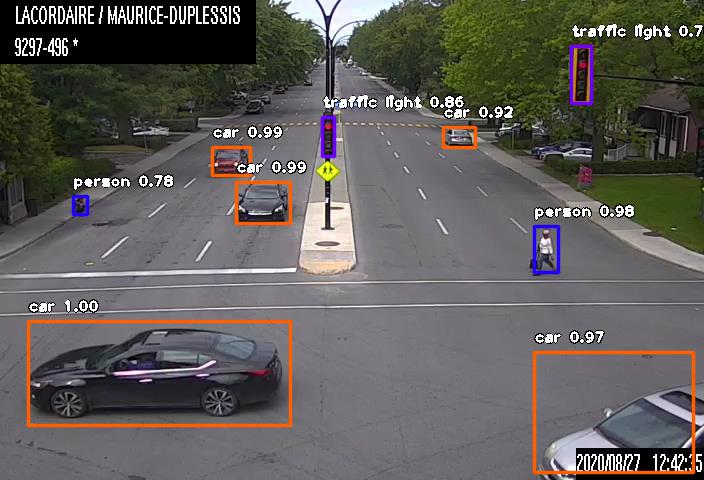 LACORDAIRE / MAURICE-DUPLESSIS
9297-496 *
traffic light 0.7
traffic light 0.86
car 0.92
car 0.99
car 0.99
person 0.78
person 0.98
car 1.00
car 0.97
2020/08/27 12:42:35